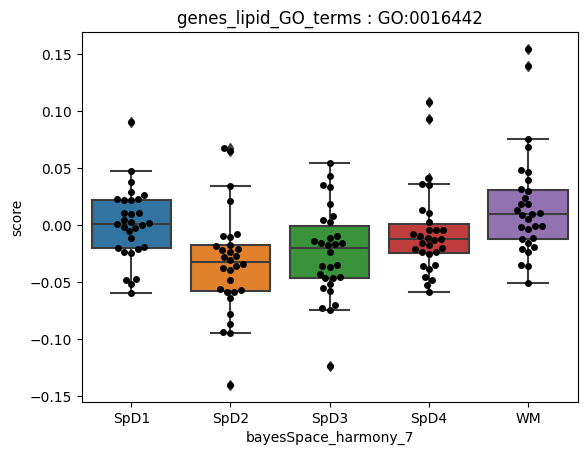 genes_lipid_GO_terms : GO:0016442
0.15
0.10
0.05
0.00
−0.05
−0.10
−0.15
score
SpD1 SpD2 SpD3 SpD4 WM
bayesSpace_harmony_7